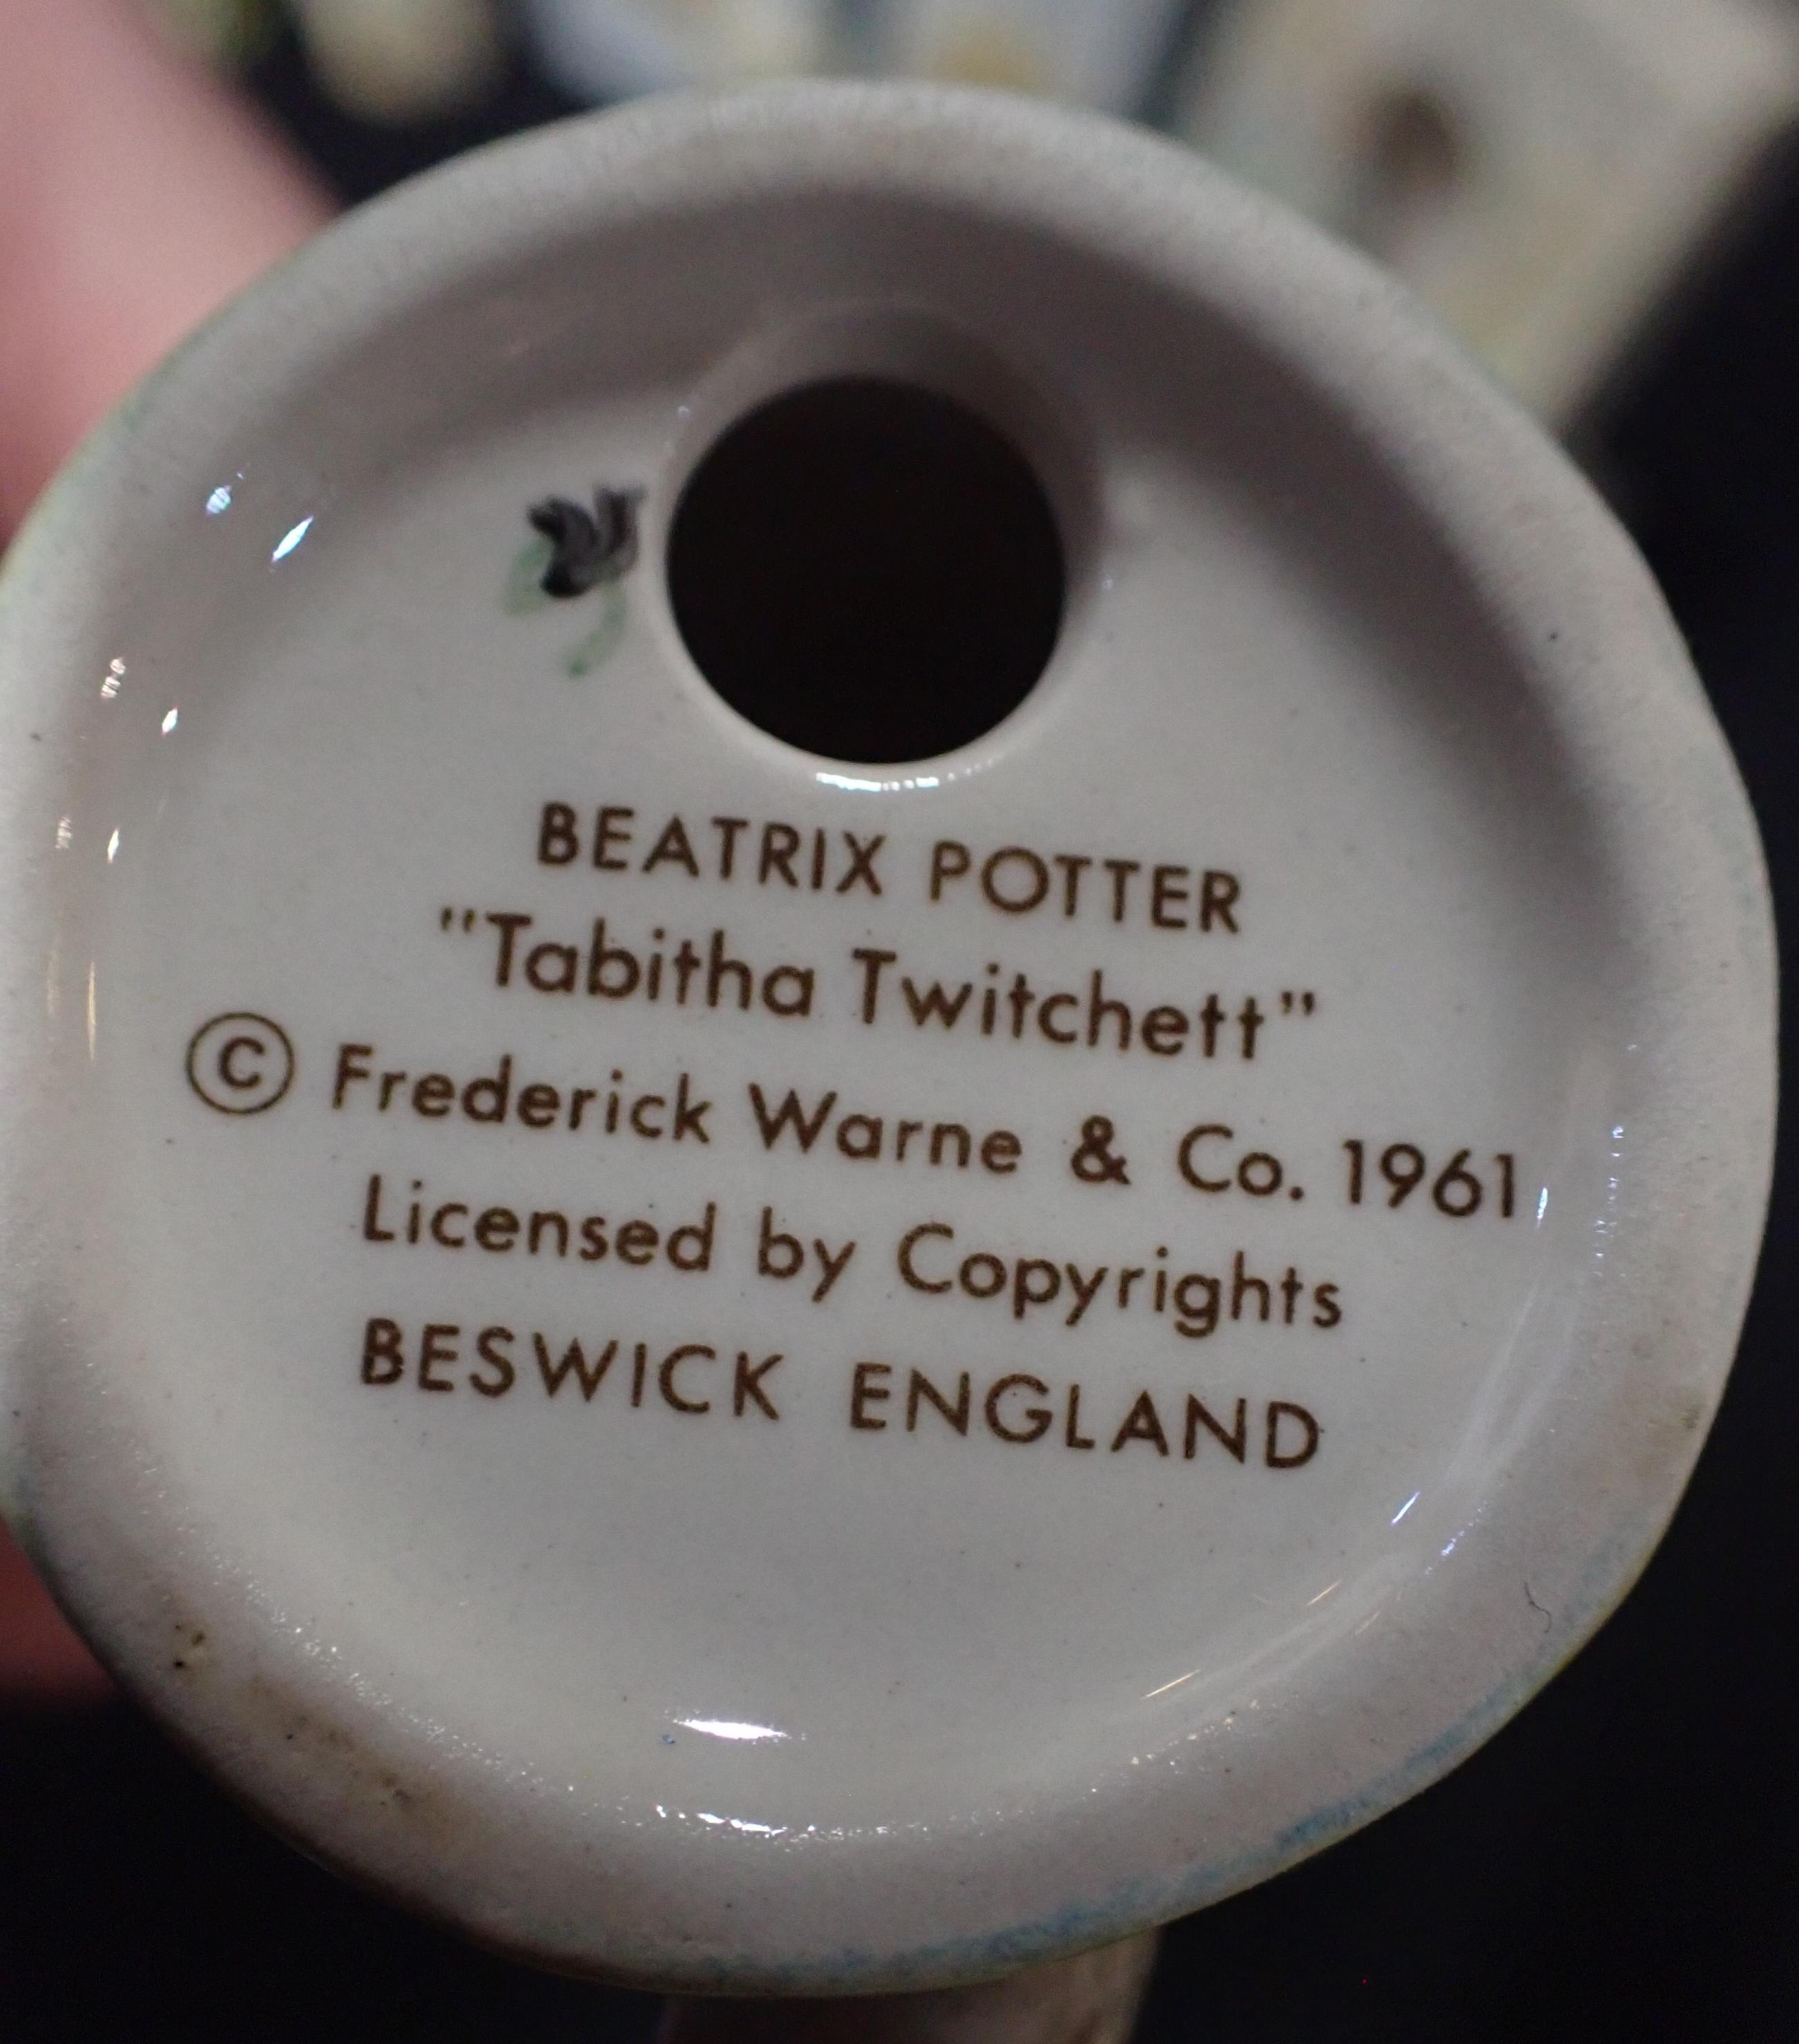 BEATRIX POTTER
"Tabitha Twitchett"
© Frederick Warne & Co. 1961
Licensed by Copyrights
BESWICK ENGLAND